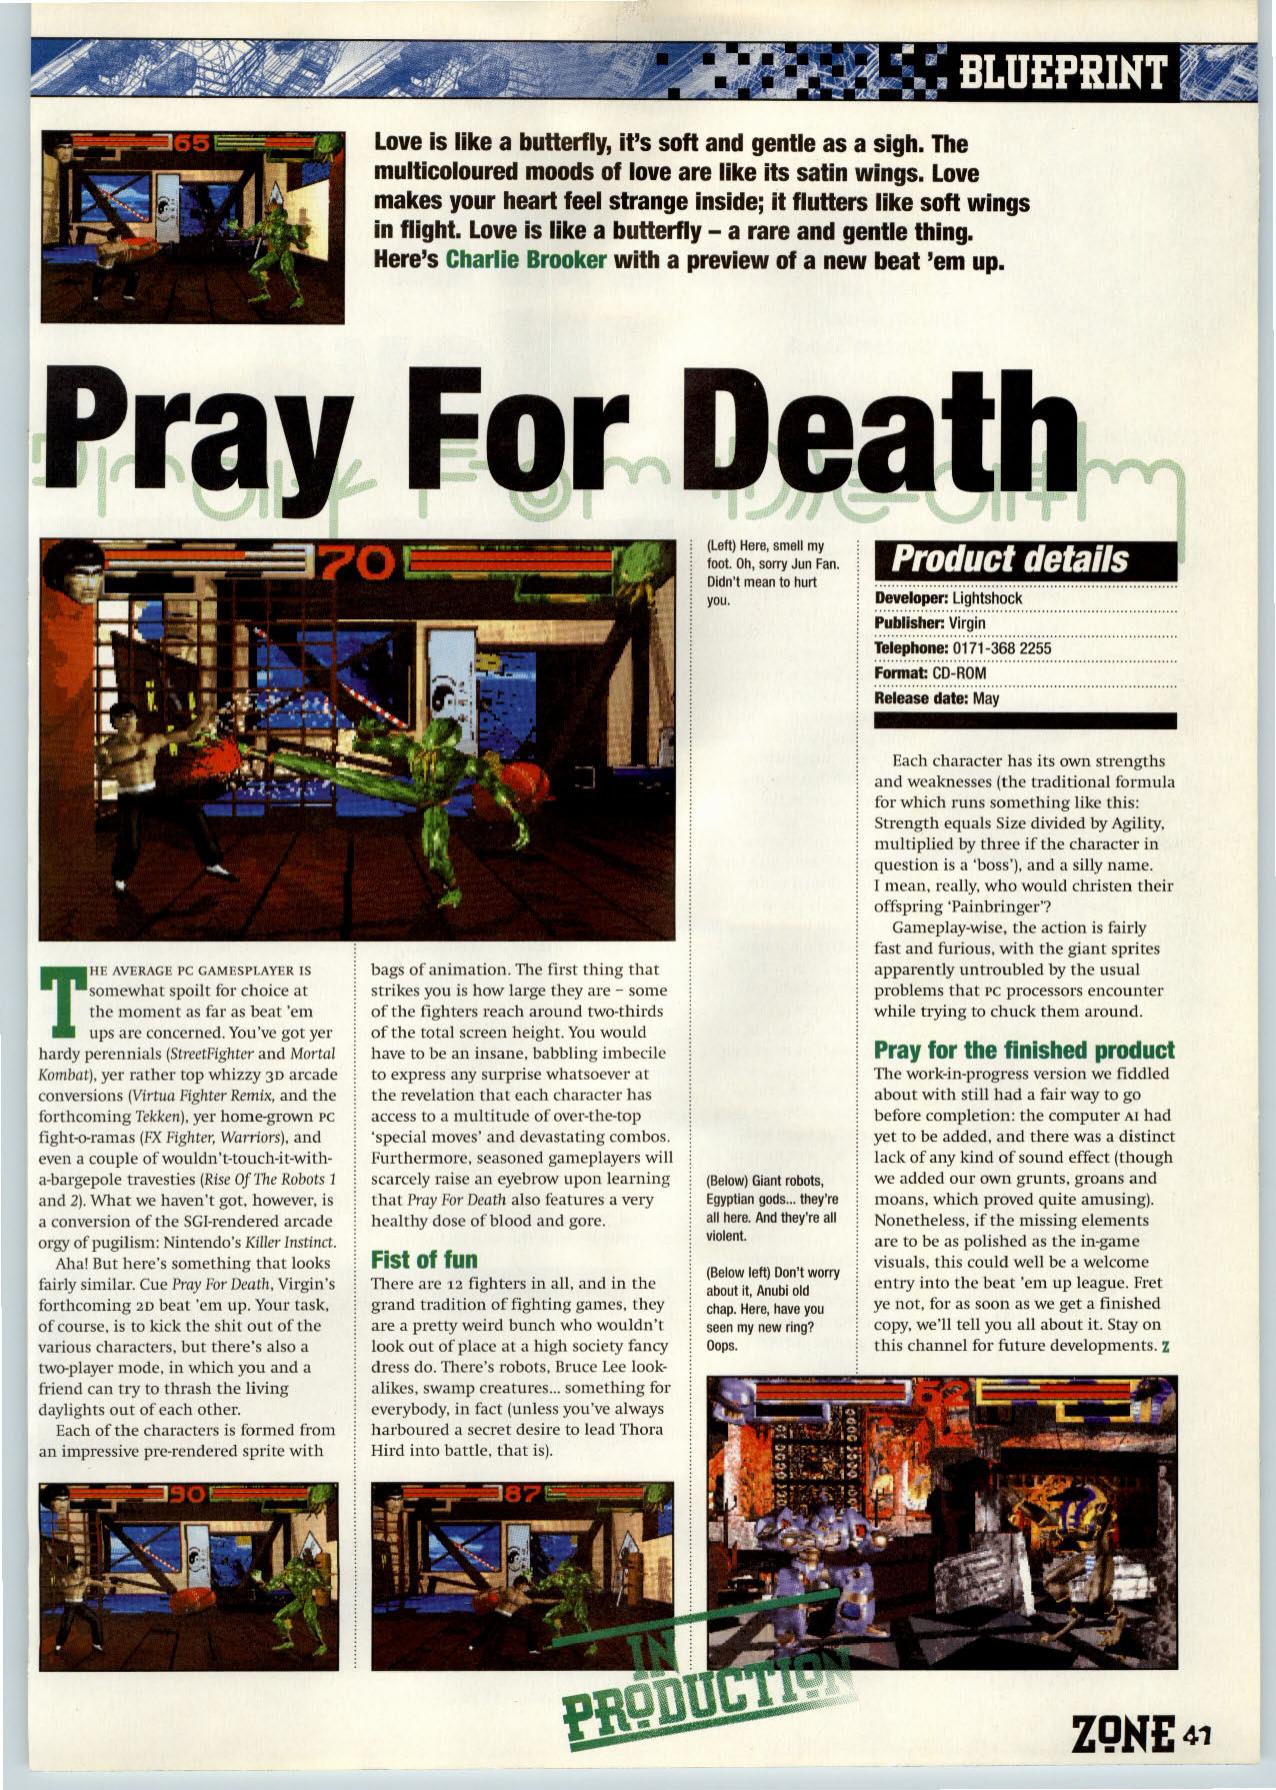 BLUEPRINT
65
Love is like a butterfly, it's soft and gentle as a sigh. The
multicoloured moods of love are like its satin wings. Love
makes your heart feel strange inside; it flutters like soft wings
in flight. Love is like a butterfly – a rare and gentle thing.
Here's Charlie Brooker with a preview of a new beat 'em up.
Pray For Death
Pray For Death
70
(Left) Here, smell my
foot. Oh, sorry Jun Fan.
Didn't mean to hurt
you.
Product details
Developer: Lightshock
Publisher: Virgin
Telephone: 0171-368 2255
Format: CD-ROM
Release date: May
THE AVERAGE PC GAMESPLAYER IS
somewhat spoilt for choice at
the moment as far as beat 'em
ups are concerned. You've got yer
hardy perennials (StreetFighter and Mortal
Kombat), yer rather top whizzy 3D arcade
conversions (Virtua Fighter Remix, and the
forthcoming Tekken), yer home-grown PC
fight-o-ramas (FX Fighter, Warriors), and
even a couple of wouldn't-touch-it-with-
a-bargepole travesties (Rise Of The Robots 1
and 2). What we haven't got, however, is
a conversion of the SGI-rendered arcade
orgy of pugilism: Nintendo's Killer Instinct.
Aha! But here's something that looks
fairly similar. Cue Pray For Death, Virgin's
forthcoming 2D beat 'em up. Your task,
of course, is to kick the shit out of the
various characters, but there's also a
two-player mode, in which you and a
friend can try to thrash the living
daylights out of each other.
Each of the characters is formed from
an impressive pre-rendered sprite with
bags of animation. The first thing that
strikes you is how large they are – some
of the fighters reach around two-thirds
of the total screen height. You would
have to be an insane, babbling imbecile
to express any surprise whatsoever at
the revelation that each character has
access to a multitude of over-the-top
'special moves' and devastating combos.
Furthermore, seasoned gameplayers will
scarcely raise an eyebrow upon learning
that Pray For Death also features a very
healthy dose of blood and gore.
Fist of fun
There are 12 fighters in all, and in the
grand tradition of fighting games, they
are a pretty weird bunch who wouldn't
look out of place at a high society fancy
dress do. There's robots, Bruce Lee look-
alikes, swamp creatures... something for
everybody, in fact (unless you've always
harboured a secret desire to lead Thora
Hird into battle, that is).
(Below) Giant robots,
Egyptian gods... they're
all here. And they're all
violent.
(Below left) Don't worry
about it, Anubi old
chap. Here, have you
seen my new ring?
Oops.
Each character has its own strengths
and weaknesses (the traditional formula
for which runs something like this:
Strength equals Size divided by Agility,
multiplied by three if the character in
question is a 'boss'), and a silly name.
I mean, really, who would christen their
offspring 'Painbringer'?
Gameplay-wise, the action is fairly
fast and furious, with the giant sprites
apparently untroubled by the usual
problems that PC processors encounter
while trying to chuck them around.
Pray for the finished product
The work-in-progress version we fiddled
about with still had a fair way to go
before completion: the computer AI had
yet to be added, and there was a distinct
lack of any kind of sound effect (though
we added our own grunts, groans and
moans, which proved quite amusing).
Nonetheless, if the missing elements
are to be as polished as the in-game
visuals, this could well be a welcome
entry into the beat 'em up league. Fret
ye not, for as soon as we get a finished
copy, we'll tell you all about it. Stay on
this channel for future developments. Z
90
87
IN
PRODUCTION
ZONE 47